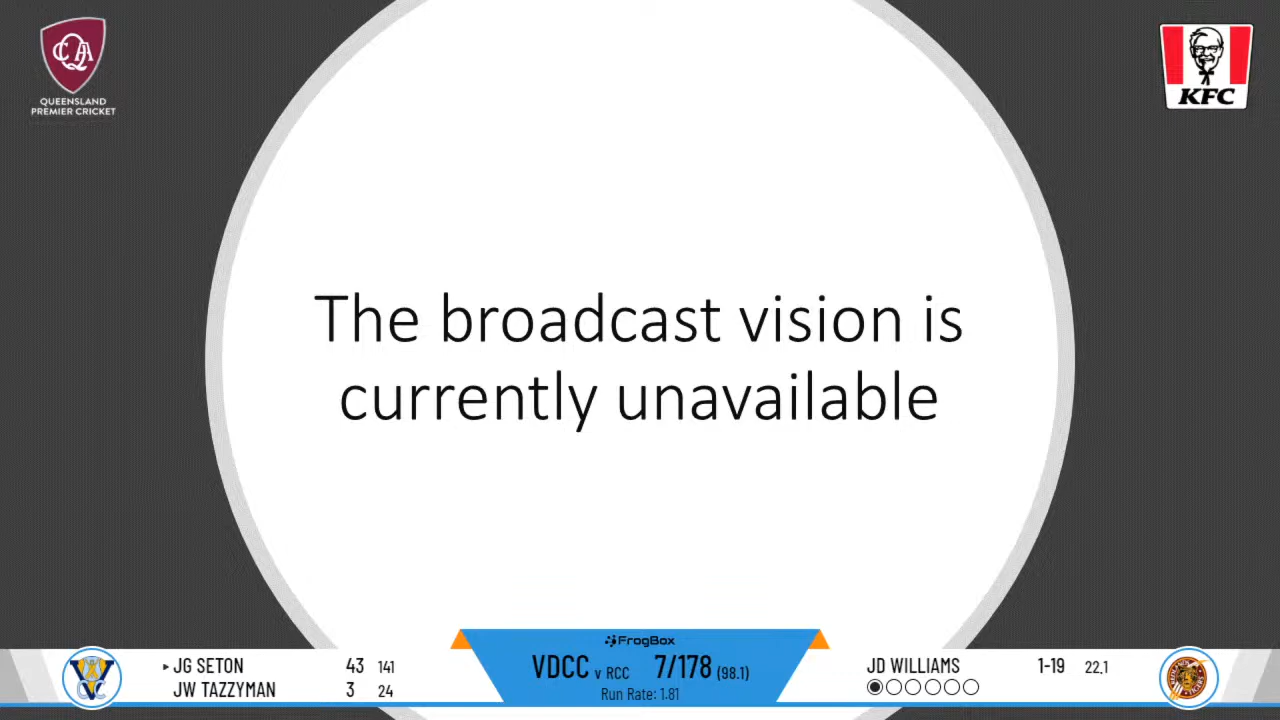 QUEENSLAND
PREMIER CRICKET
KFC
The broadcast vision is
currently unavailable
FrogBox
JG SETON 43 141
JW TAZZYMAN 3 24
VDCC v RCC 7/178 (98.1)
Run Rate: 1.81
JD WILLIAMS 1-19 22.1